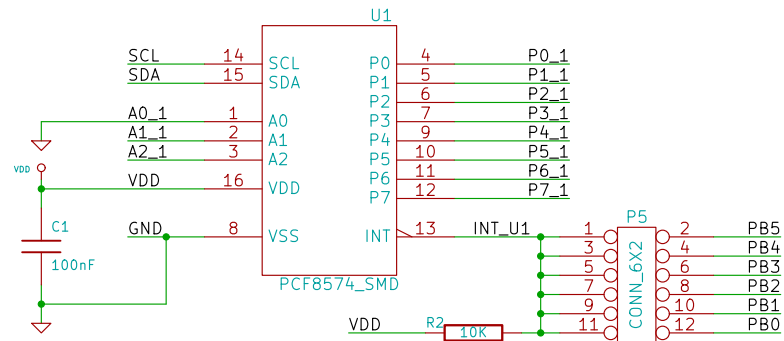 U1
SCL 14 SCL P0 4 P0_1
SDA 15 SDA P1 5 P1_1
P2 6 P2_1
A0_1 1 A0 P3 7 P3_1
A1_1 2 A1 P4 9 P4_1
A2_1 3 A2 P5 10 P5_1
VDD
P6 11 P6_1
VDD 16 VDD P7 12 P7_1
P5
C1
GND 8 VSS INT 13 INT_U1 1 2 PB5
3 4 PB4
100nF
5 6 PB3
PCF8574_SMD
7 8 PB2
9 10 PB1
VDD R2 10K 11 12 PB0
CONN_6X2